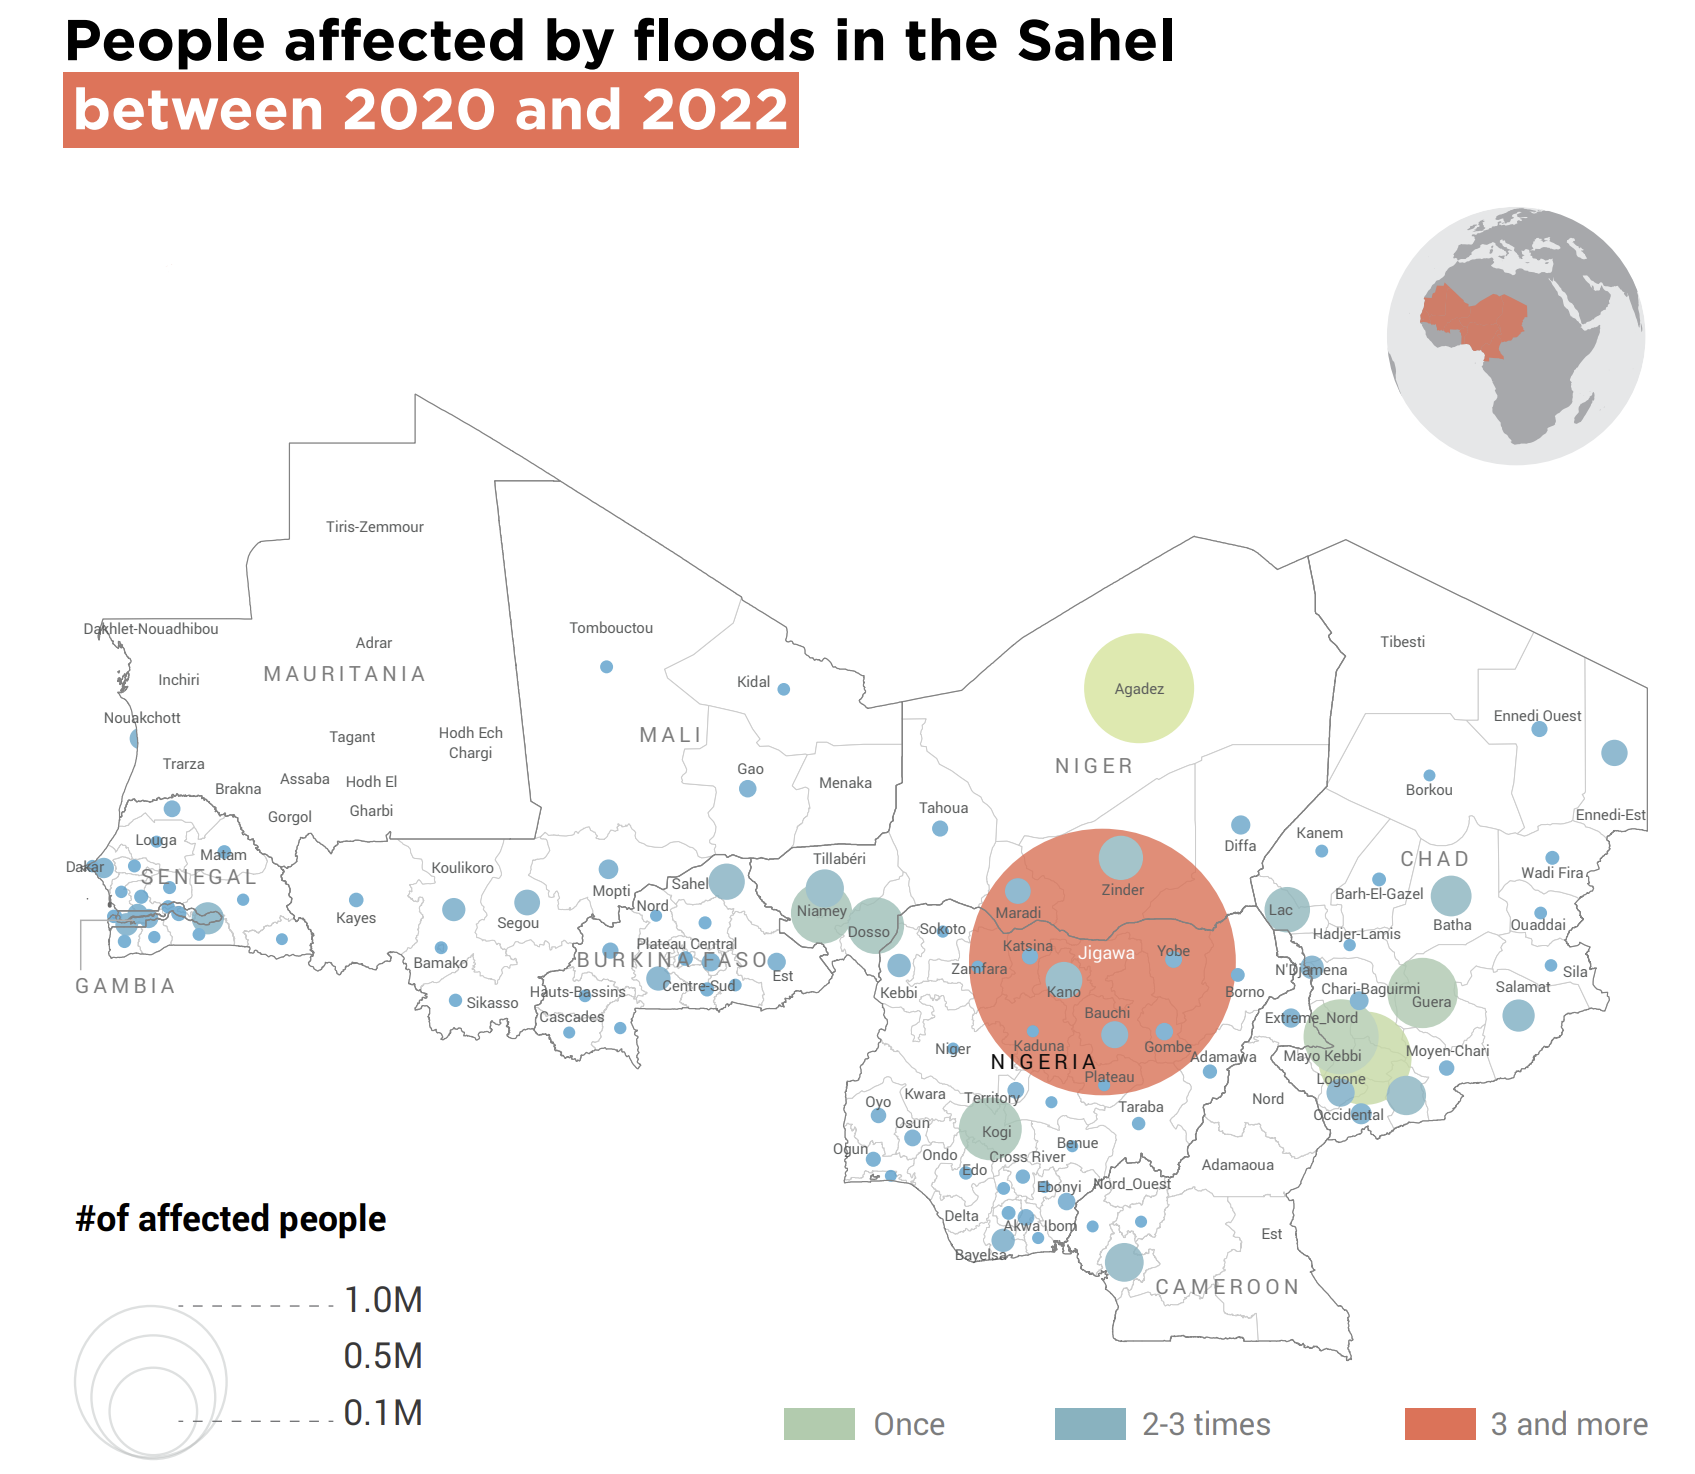 People affected by floods in the Sahel
between 2020 and 2022
Tiris-Zemmour
Dakhlet-Nouadhibou
Adrar
MAURITANIA
Inchiri
Nouakchott
Tagant
Hodh Ech
Chargi
Trarza
Assaba
Hodh El
Gharbi
Brakna
Gorgol
Tombouctou
Kidal
MALI
Gao
Menaka
Agadez
NIGER
Tahoua
Tibesti
Ennedi Ouest
Borkou
Ennedi-Est
Diffa
Kanem
CHAD
Wadi Fira
Barh-El-Gazel
Batha
Ouaddai
Louga
Matam
Dakar
SENEGAL
GAMBIA
Koulikoro
Kayes
Segou
Mopti
Bamako
Sikasso
Sahel
Nord
Plateau Central
BURKINA FASO
Centre-Sud
Est
Hauts-Bassins
Cascades
Tillabéri
Niamey
Dosso
Zinder
Maradi
Sokoto
Katsina
Jigawa
Yobe
Zamfara
Kano
Kebbi
Borno
Bauchi
Niger
Kaduna
Gombe
NIGERIA
Adamawa
Plateau
Lac
Hadjer-Lamis
N'Djamena
Sila
Chari-Baguirmi
Guera
Salamat
Extreme_Nord
Mayo Kebbi
Moyen-Chari
Logone
Occidental
Oyo
Kwara
Territory
Taraba
Nord
Osun
Kogi
Ogun
Ondo
Benue
Cross River
Edo
Adamaoua
Ebonyi
Nord_Ouest
Delta
Akwa Ibom
Est
Bayelsa
CAMEROON
#of affected people
1.0M
0.5M
0.1M
Once
2-3 times
3 and more